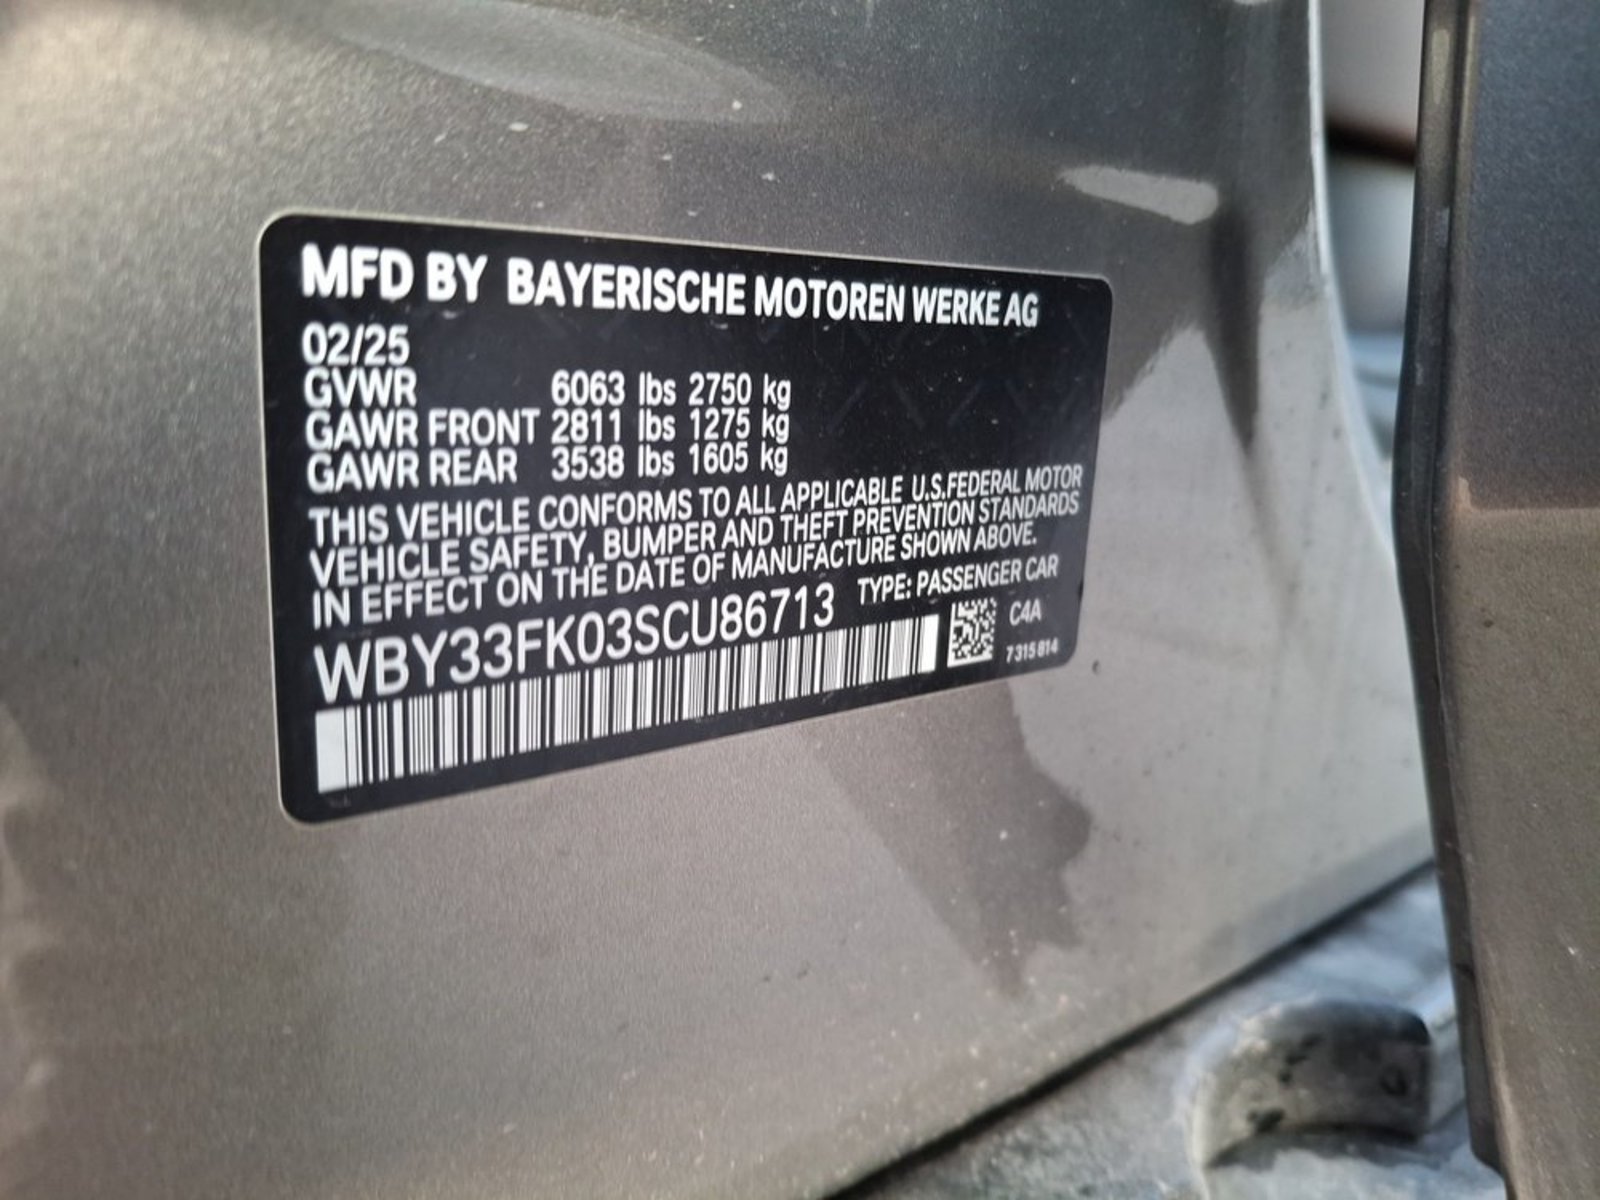 MFD BY BAYERISCHE MOTOREN WERKE AG
02/25
GVWR 6063 lbs 2750 kg
GAWR FRONT 2811 lbs 1275 kg
GAWR REAR 3538 lbs 1605 kg
THIS VEHICLE CONFORMS TO ALL APPLICABLE U.S.FEDERAL MOTOR
VEHICLE SAFETY, BUMPER AND THEFT PREVENTION STANDARDS
IN EFFECT ON THE DATE OF MANUFACTURE SHOWN ABOVE.
WBY33FK03SCU86713 TYPE: PASSENGER CAR
C4A
7 315 814